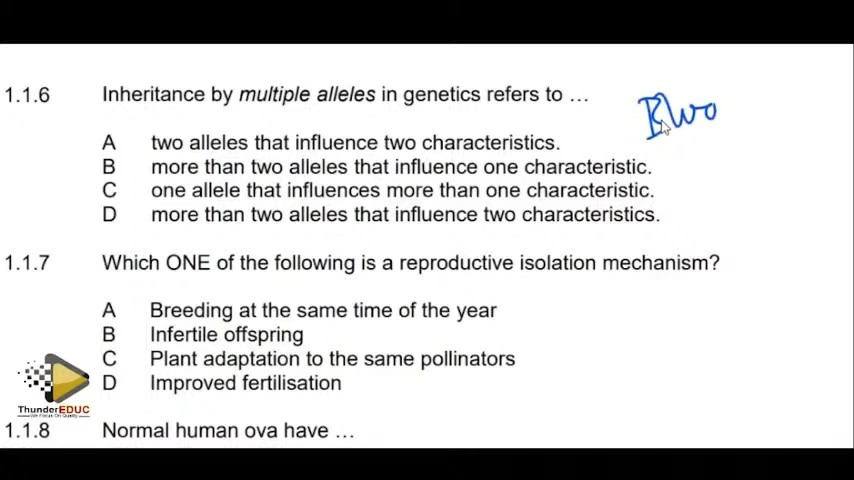 1.1.6 Inheritance by multiple alleles in genetics refers to …
A two alleles that influence two characteristics.
B more than two alleles that influence one characteristic.
C one allele that influences more than one characteristic.
D more than two alleles that influence two characteristics.
1.1.7 Which ONE of the following is a reproductive isolation mechanism?
A Breeding at the same time of the year
B Infertile offspring
C Plant adaptation to the same pollinators
D Improved fertilisation
ThunderEDUC
We Focus On Quality
1.1.8 Normal human ova have …